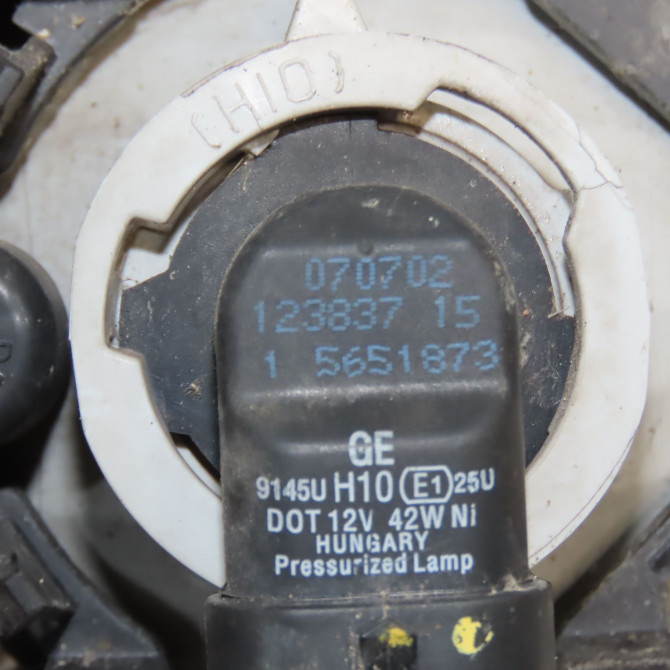 (H10)
070702
123837 15
1 5651873
GE
9145U H10 E1 25U
DOT 12V 42W Ni
HUNGARY
Pressurized Lamp